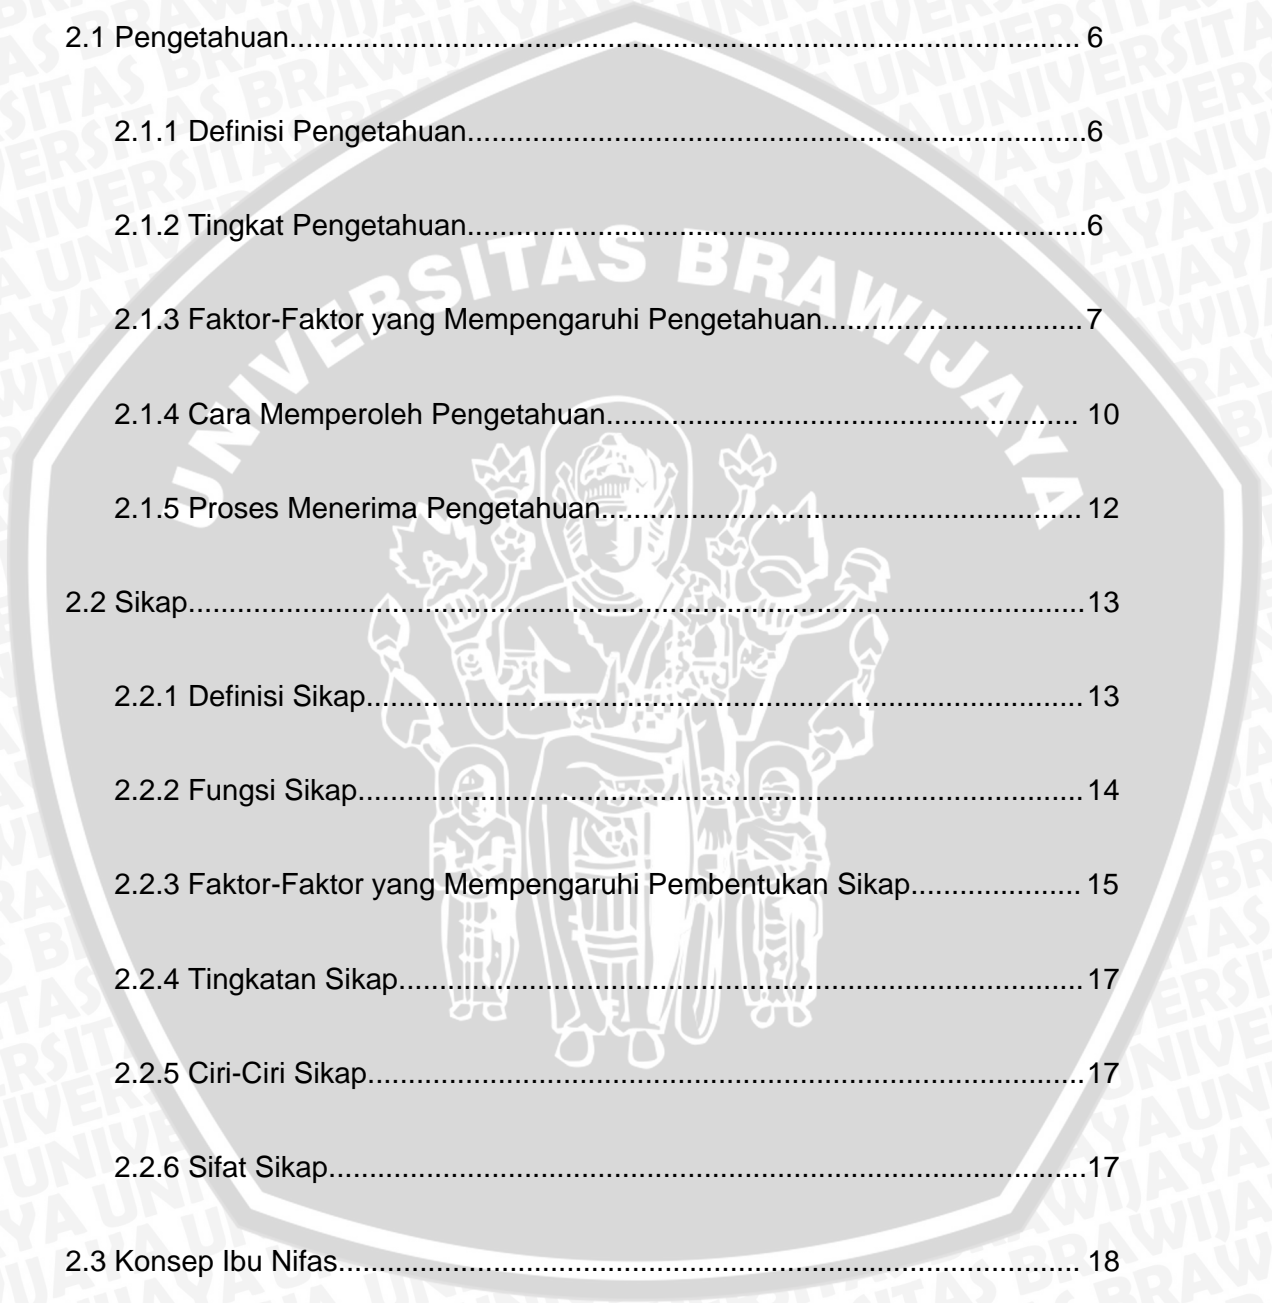 2.1 Pengetahuan................................................................................................ 6
2.1.1 Definisi Pengetahuan...........................................................................6
2.1.2 Tingkat Pengetahuan...........................................................................6
UNIVERSITAS BRAWIJAYA
2.1.3 Faktor-Faktor yang Mempengaruhi Pengetahuan................................7
2.1.4 Cara Memperoleh Pengetahuan......................................................... 10
2.1.5 Proses Menerima Pengetahuan.......................................................... 12
2.2 Sikap.............................................................................................................13
2.2.1 Definisi Sikap....................................................................................... 13
2.2.2 Fungsi Sikap........................................................................................ 14
2.2.3 Faktor-Faktor yang Mempengaruhi Pembentukan Sikap..................... 15
2.2.4 Tingkatan Sikap...................................................................................17
2.2.5 Ciri-Ciri Sikap.......................................................................................17
2.2.6 Sifat Sikap............................................................................................17
2.3 Konsep Ibu Nifas.......................................................................................... 18